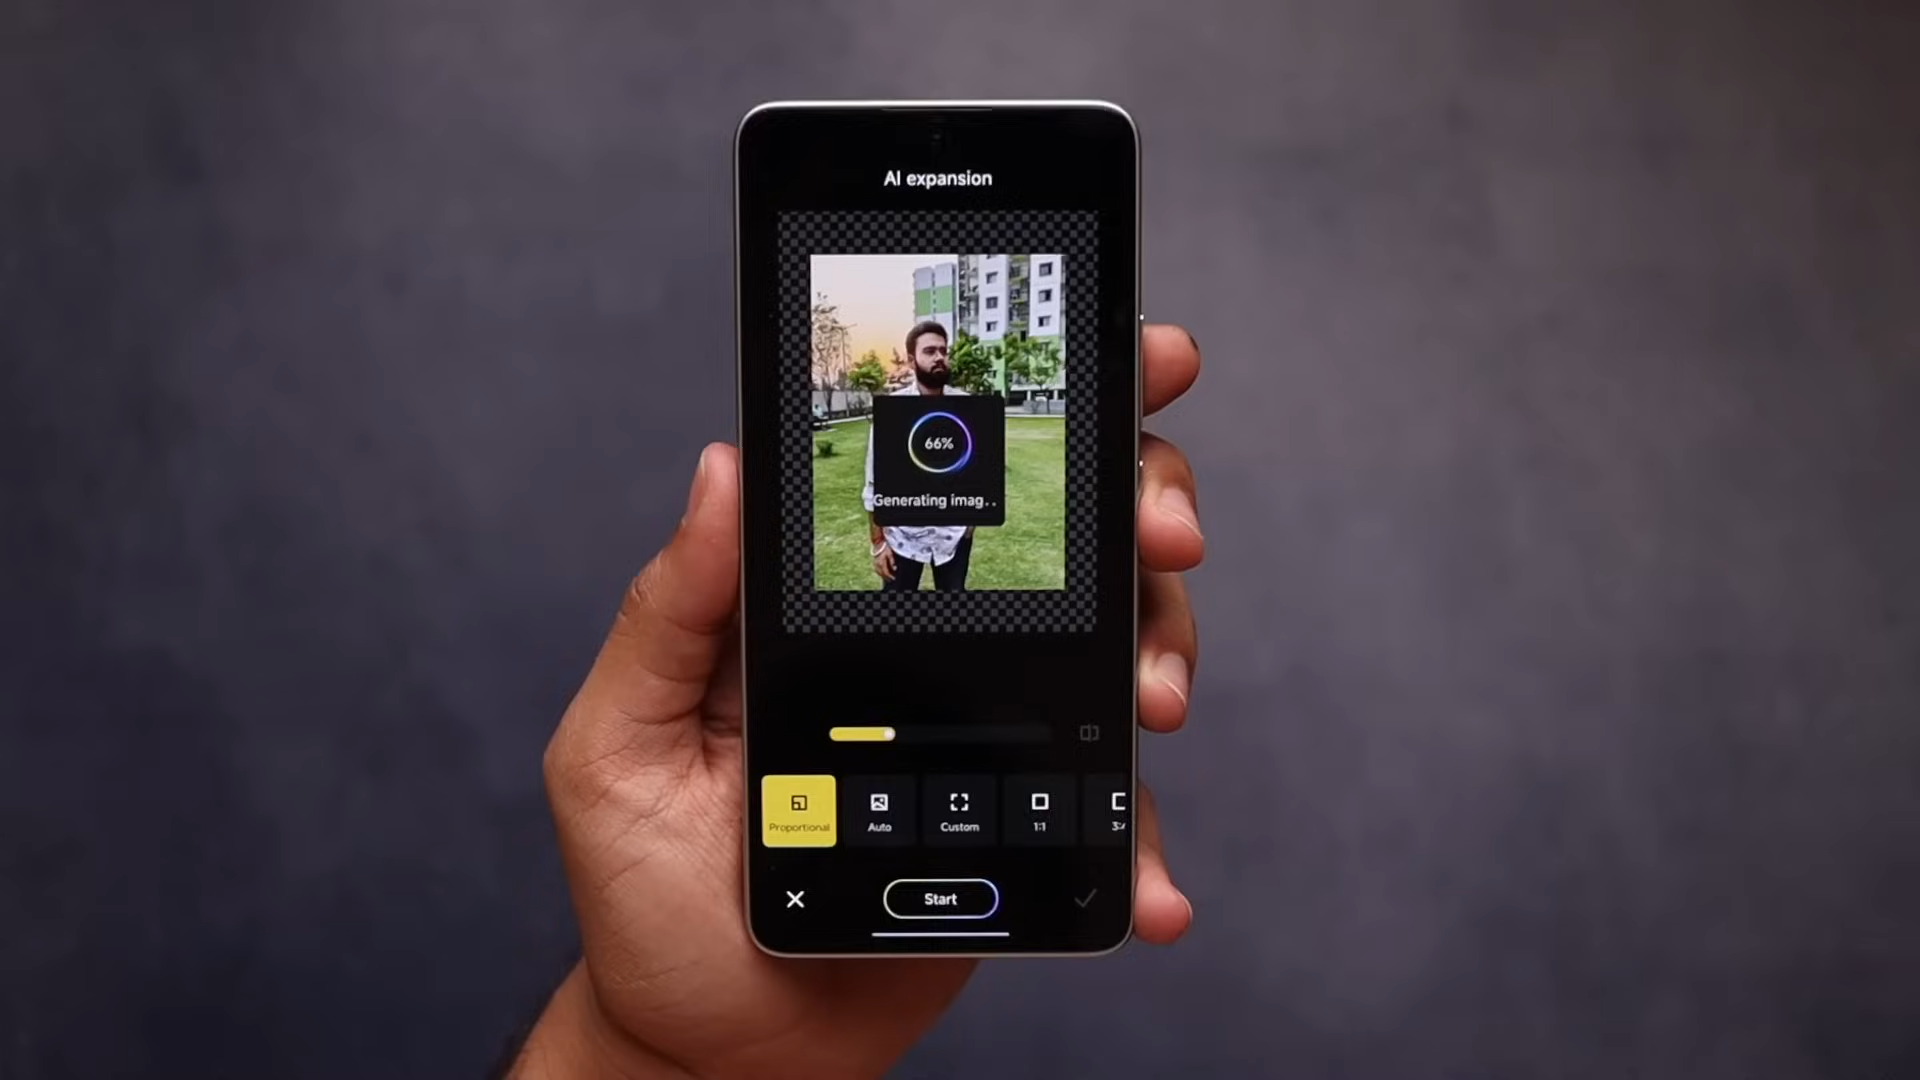 AI expansion
66%
Generating imag..
Proportional
Auto
Custom
1:1
Start